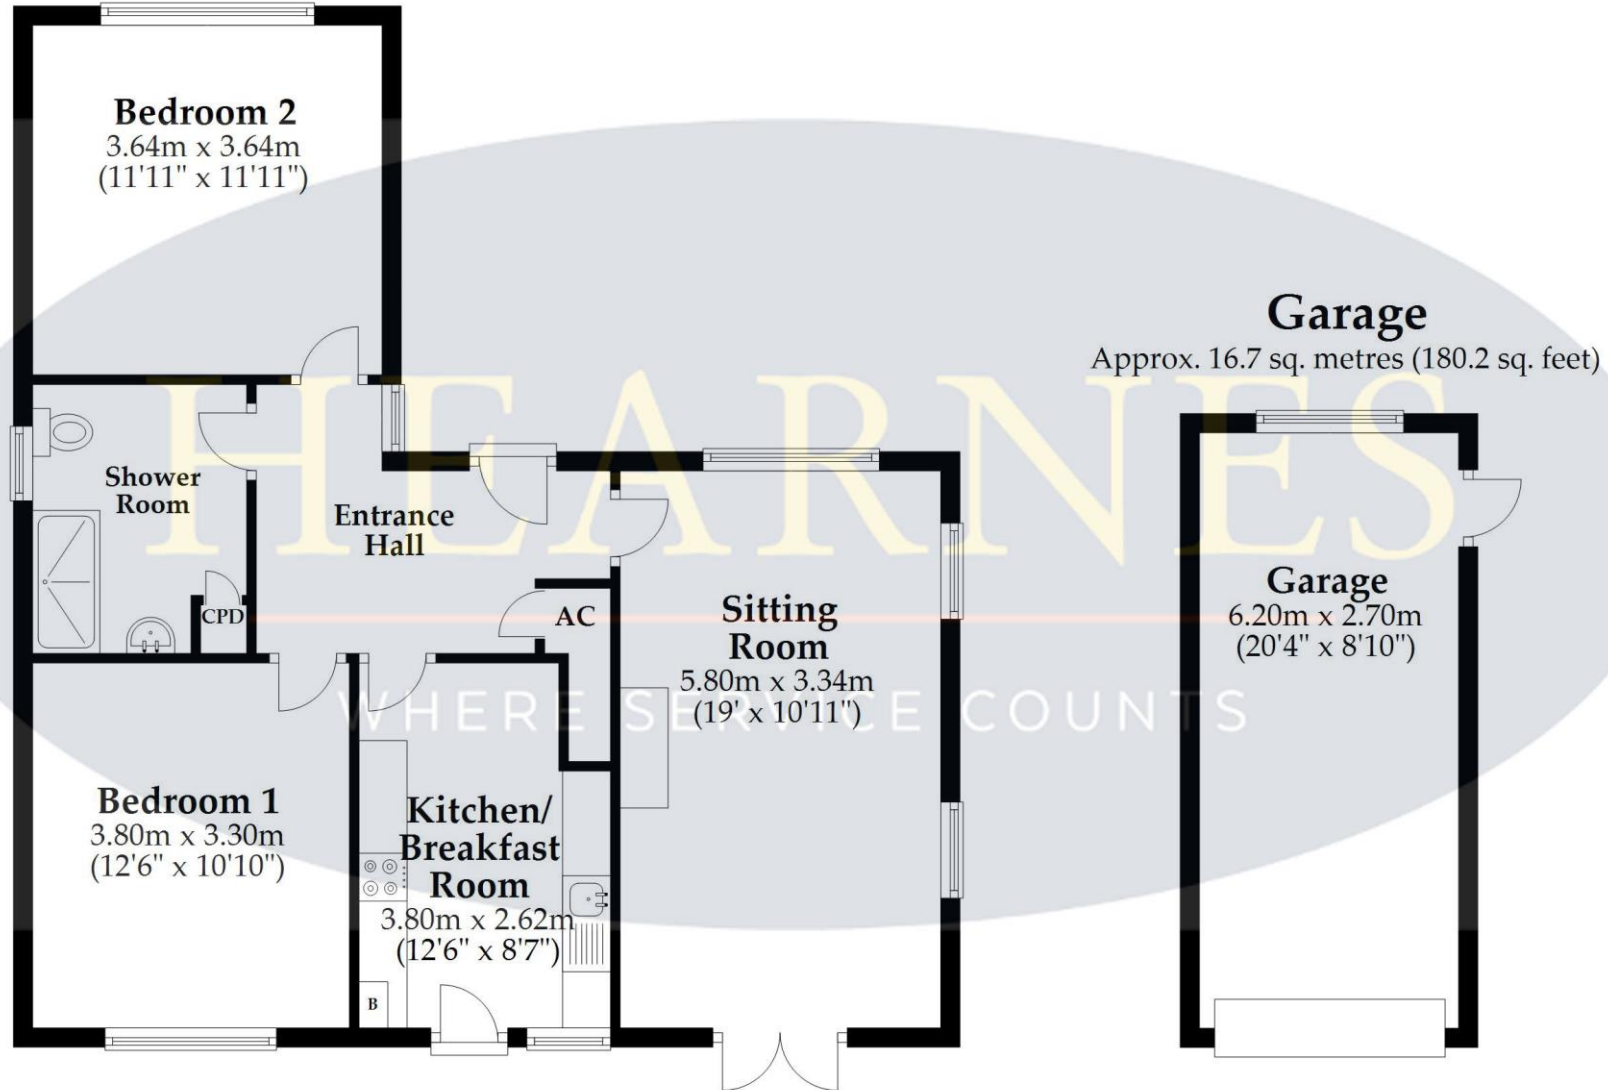 Bedroom 2
3.64m x 3.64m
(11'11" x 11'11")
Garage
Approx. 16.7 sq. metres (180.2 sq. feet)
HEARNES
Shower
Room
Entrance
Hall
CPD
AC
Sitting
Room
5.80m x 3.34m
(19' x 10'11")
Garage
6.20m x 2.70m
(20'4" x 8'10")
WHERE SERVICE COUNTS
Bedroom 1
3.80m x 3.30m
(12'6" x 10'10")
Kitchen/
Breakfast
Room
3.80m x 2.62m
(12'6" x 8'7")
B